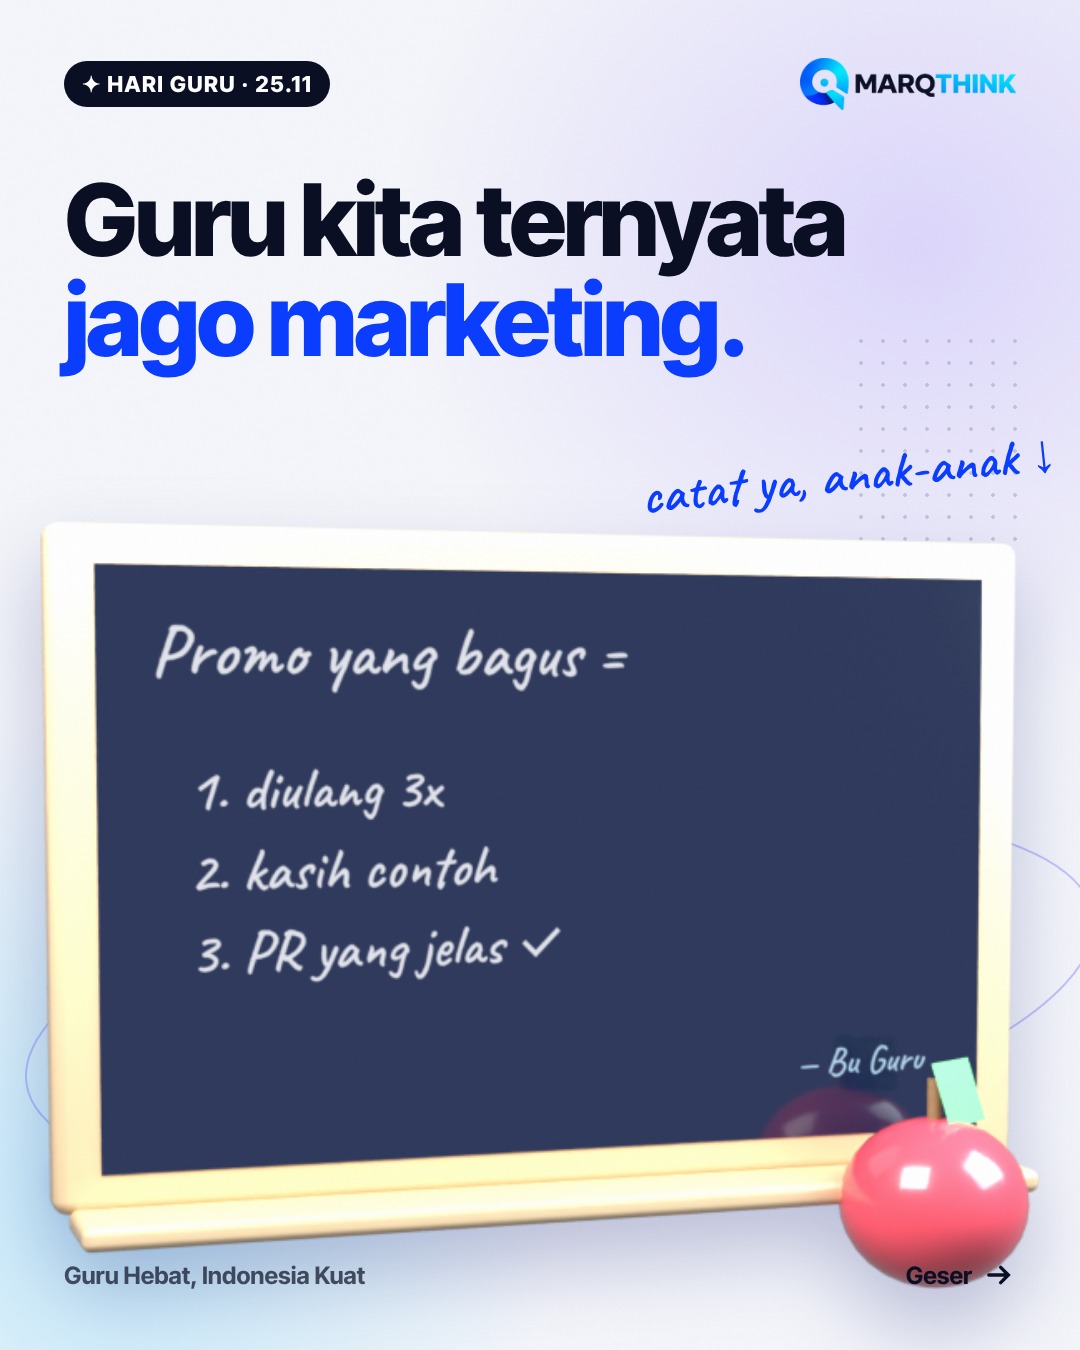 ✦ HARI GURU · 25.11
MARQTHINK
Guru kita ternyata
jago marketing.
catat ya, anak-anak ↓
Promo yang bagus =
1. diulang 3x
2. kasih contoh
3. PR yang jelas ✓
– Bu Guru
Guru Hebat, Indonesia Kuat
Geser →